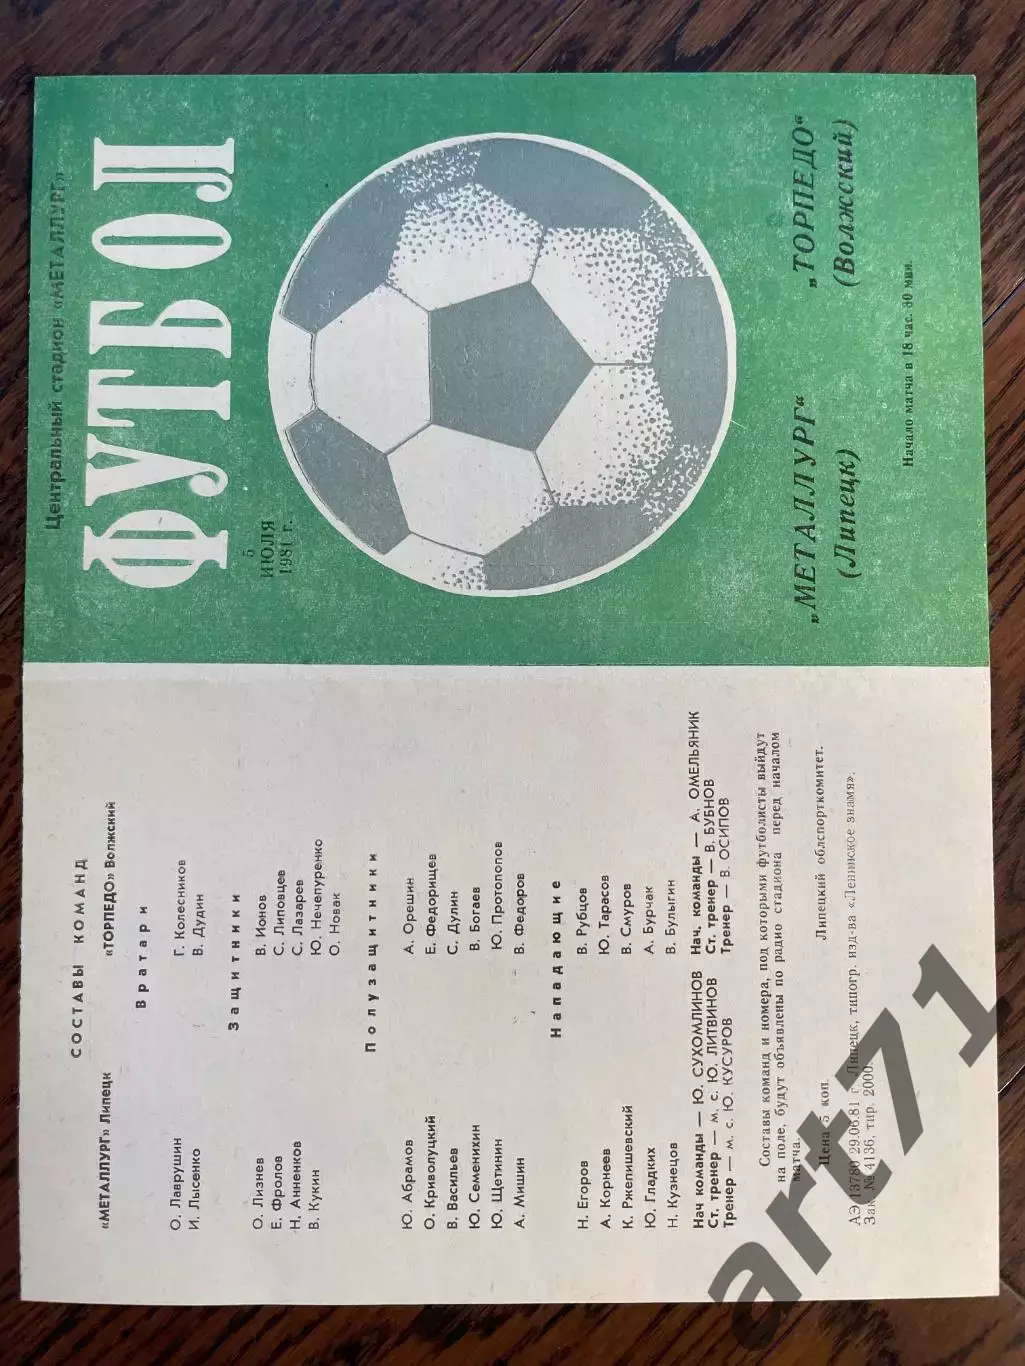 Центральный стадион «МЕТАЛЛУРГ»
ФУТБОЛ
5
ИЮЛЯ
1981 г.
„МЕТАЛЛУРГ“
(Липецк)
„ТОРПЕДО“
(Волжский)
Начало матча в 18 час. 30 мин.
СОСТАВЫ КОМАНД
«МЕТАЛЛУРГ» Липецк «ТОРПЕДО» Волжский
Вратари
О. Лаврушин Г. Колесников
И. Лысенко В. Дудин
Защитники
О. Лизнев В. Ионов
Е. Фролов С. Липовцев
Н. Анненков С. Лазарев
В. Кукин Ю. Нечепуренко
О. Новак
Полузащитники
Ю. Абрамов А. Орешин
О. Криволуцкий Е. Федорищев
В. Васильев С. Дулин
Ю. Семенихин В. Богаев
Ю. Щетинин Ю. Протопопов
А. Мишин В. Федоров
Нападающие
Н. Егоров В. Рубцов
А. Корнеев Ю. Тарасов
К. Ржепишевский В. Смуров
Ю. Гладких А. Бурчак
Н. Кузнецов В. Булыгин
Нач команды — Ю. СУХОМЛИНОВ Нач. команды — А. ОМЕЛЬЯНИК
Ст. тренер — м. с. Ю. ЛИТВИНОВ Ст. тренер — В. БУБНОВ
Тренер — м. с. Ю. КУСУРОВ Тренер — В. ОСИПОВ
Составы команд и номера, под которыми футболисты выйдут
на поле, будут объявлены по радио стадиона перед началом
матча.
Цена 5 коп. Липецкий облспорткомитет.
АЭ 13780 29.06.81 г. Липецк, типогр. изд-ва «Ленинское знамя».
Зак. № 4136, тир. 2000.
art71